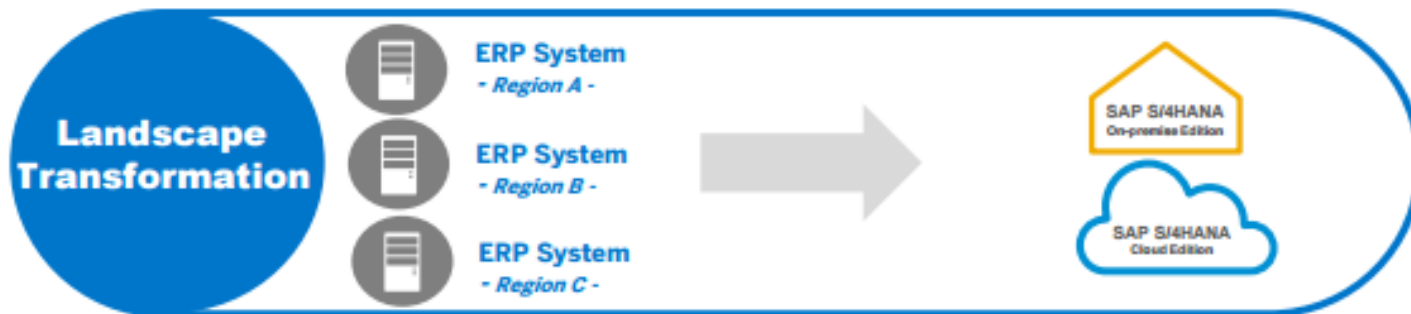 Landscape
Transformation
ERP System
- Region A -
ERP System
- Region B -
ERP System
- Region C -
SAP S/4HANA
On-premise Edition
SAP S/4HANA
Cloud Edition